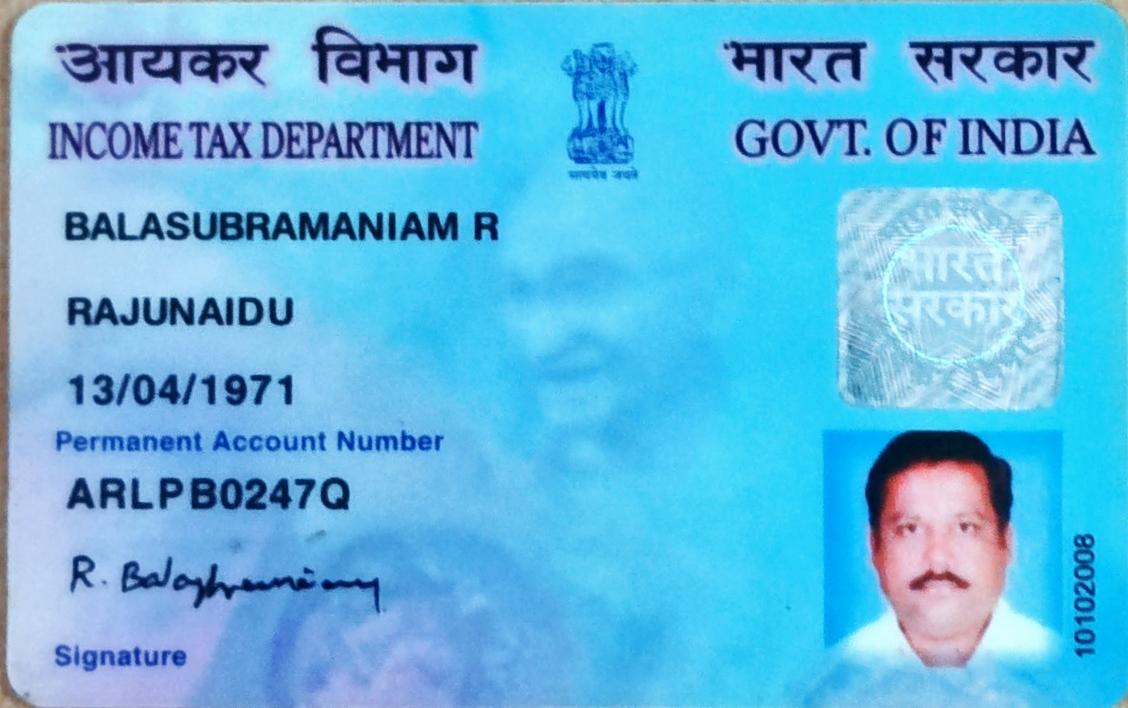 आयकर विभाग
INCOME TAX DEPARTMENT
सत्यमेव जयते
भारत सरकार
GOVT. OF INDIA
BALASUBRAMANIAM R
RAJUNAIDU
13/04/1971
Permanent Account Number
ARLPB0247Q
R. Balasubramaniam
Signature
भारत
सरकार
10102008